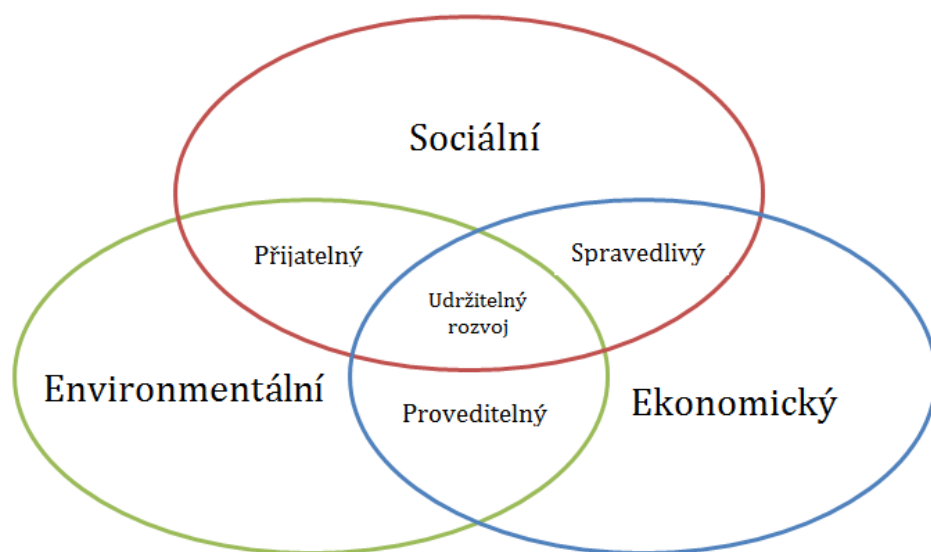 Sociální
Přijatelný
Spravedlivý
Udržitelný
rozvoj
Environmentální
Proveditelný
Ekonomický